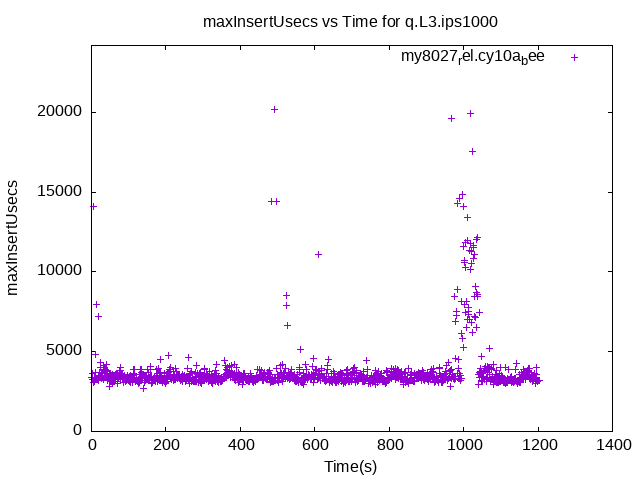 maxInsertUsecs vs Time for q.L3.ips1000
my8027rel.cy10abee
maxInsertUsecs
20000
15000
10000
5000
0
0 200 400 600 800 1000 1200 1400
Time(s)